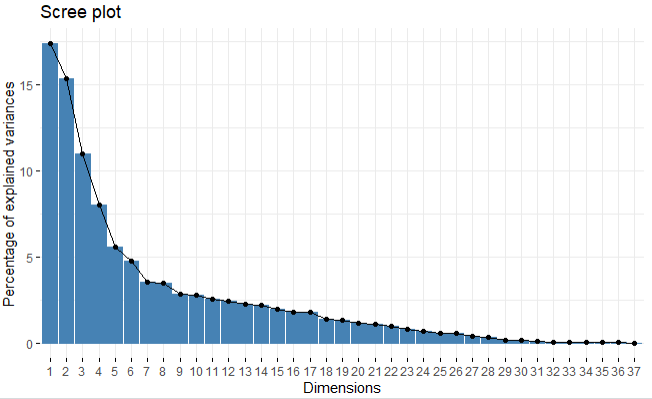 Scree plot
Percentage of explained variances
15
10
5
0
1 2 3 4 5 6 7 8 9 10 11 12 13 14 15 16 17 18 19 20 21 22 23 24 25 26 27 28 29 30 31 32 33 34 35 36 37
Dimensions